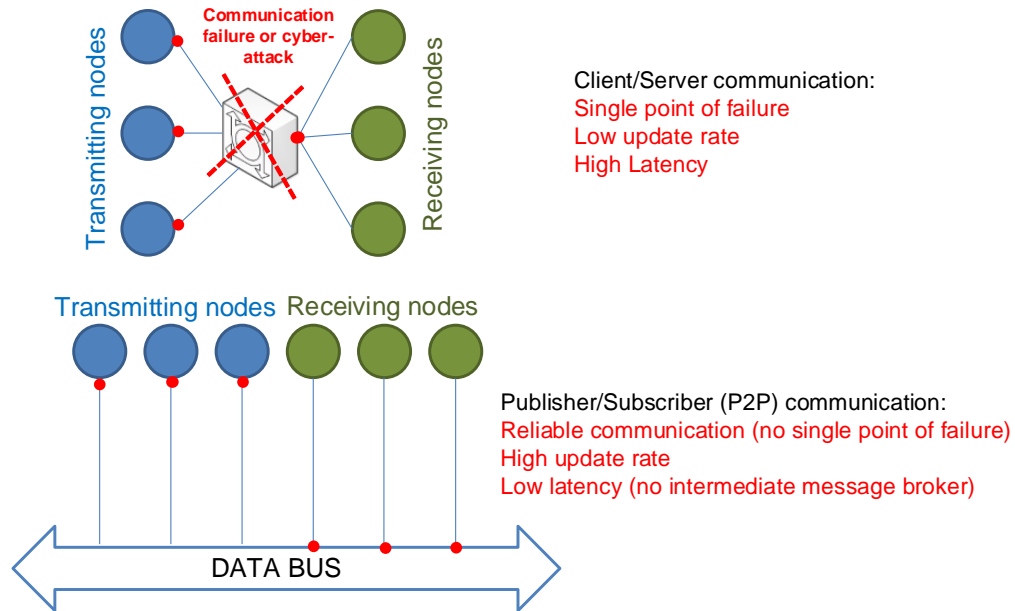 Communication
failure or cyber-
attack
Transmitting nodes
Receiving nodes
Client/Server communication:
Single point of failure
Low update rate
High Latency
Transmitting nodes
Receiving nodes
Publisher/Subscriber (P2P) communication:
Reliable communication (no single point of failure)
High update rate
Low latency (no intermediate message broker)
DATA BUS